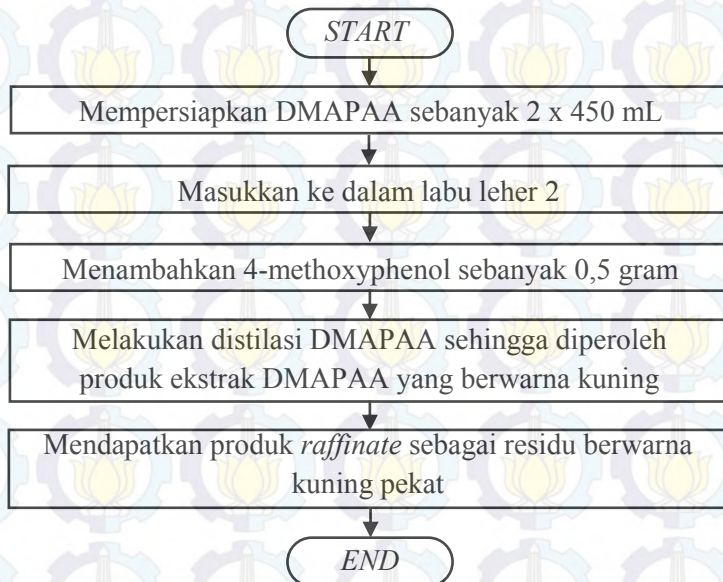 START
Mempersiapkan DMAPAA sebanyak 2 x 450 mL
Masukkan ke dalam labu leher 2
Menambahkan 4-methoxyphenol sebanyak 0,5 gram
Melakukan distilasi DMAPAA sehingga diperoleh
produk ekstrak DMAPAA yang berwarna kuning
Mendapatkan produk raffinate sebagai residu berwarna
kuning pekat
END